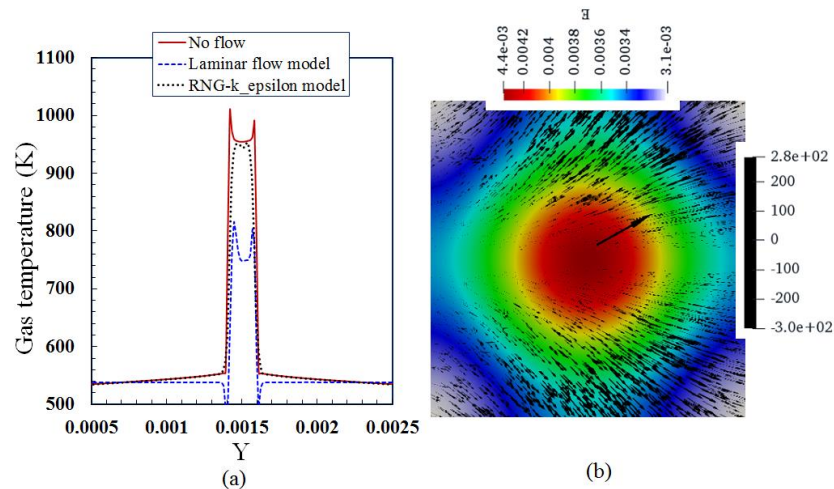 No flow
Laminar flow model
RNG-k_epsilon model
1100
1000
900
800
700
600
500
Gas temperature (K)
0.0005 0.001 0.0015 0.002 0.0025
Y
(a)
E
4.4e-03 0.0042 0.004 0.0038 0.0036 0.0034 3.1e-03
2.8e+02
200
100
0
-100
-200
-3.0e+02
(b)